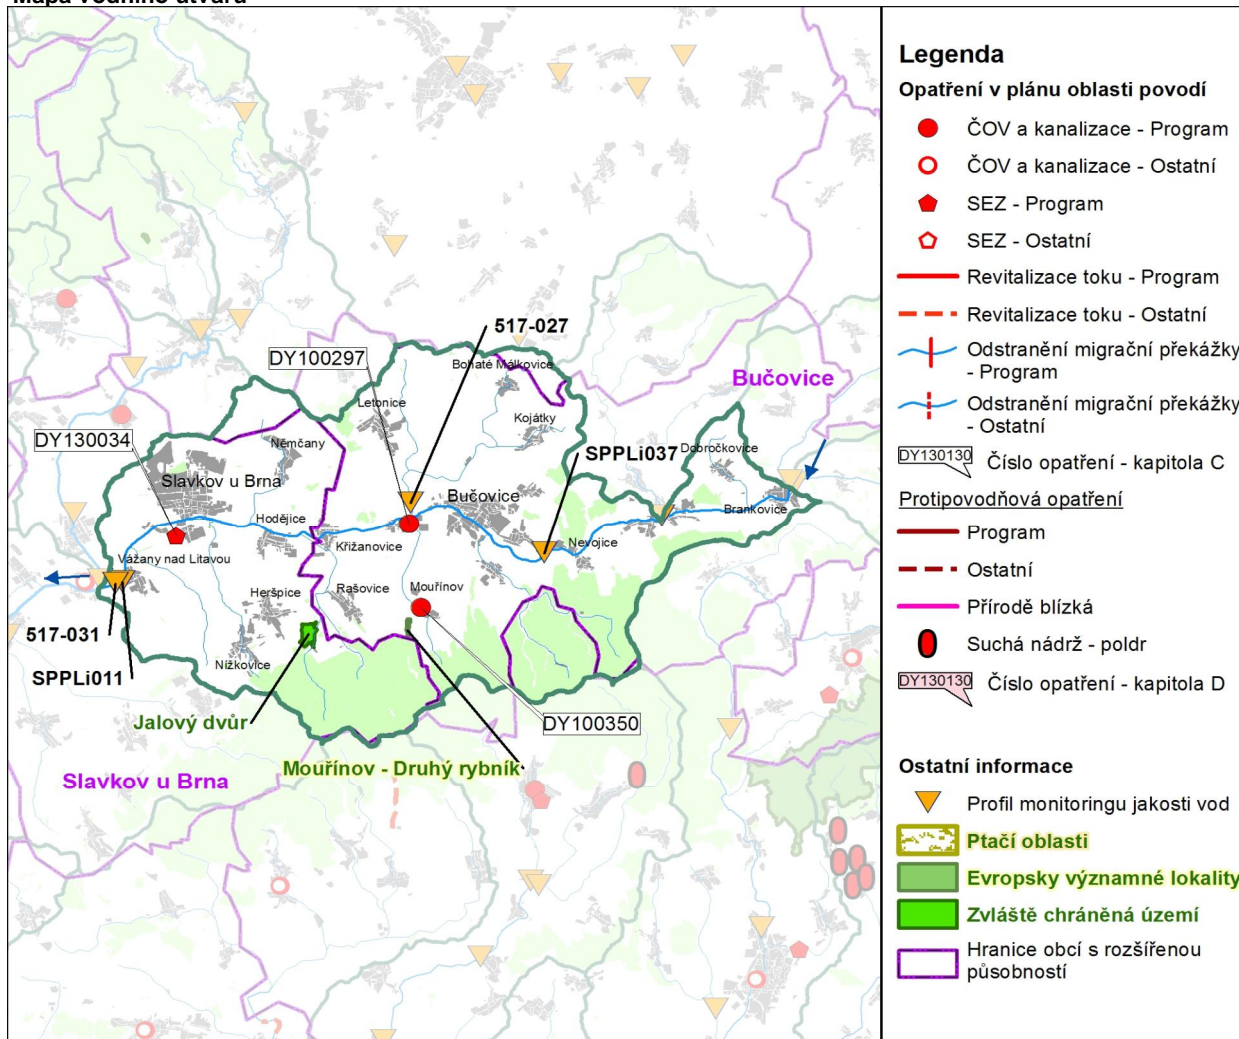 Mapa vodního útvaru
517-027
DY100297
Bohaté Málkovice
Bučovice
Letonice
Kojátky
DY130034
Němčany
SPPLi037
Dobročkovice
Slavkov u Brna
Bučovice
Hodějice
Brankovice
Křižanovice
Nevojice
Vážany nad Litavou
Heršpice
Rašovice
Mouřínov
517-031
Nížkovice
SPPLi011
Jalový dvůr
DY100350
Mouřínov - Druhý rybník
Slavkov u Brna
Legenda
Opatření v plánu oblasti povodí
ČOV a kanalizace - Program
ČOV a kanalizace - Ostatní
SEZ - Program
SEZ - Ostatní
Revitalizace toku - Program
Revitalizace toku - Ostatní
Odstranění migrační překážky
- Program
Odstranění migrační překážky
- Ostatní
DY130130 Číslo opatření - kapitola C
Protipovodňová opatření
Program
Ostatní
Přírodě blízká
Suchá nádrž - poldr
DY130130 Číslo opatření - kapitola D
Ostatní informace
Profil monitoringu jakosti vod
Ptačí oblasti
Evropsky významné lokality
Zvláště chráněná území
Hranice obcí s rozšířenou
působností